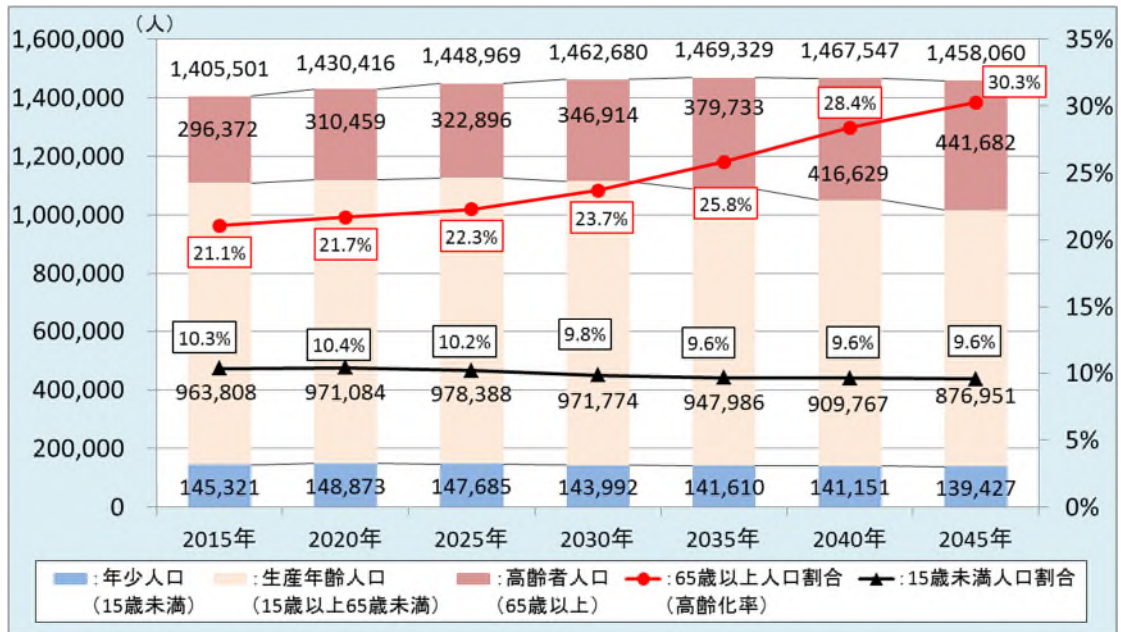 （人）
1,600,000
1,400,000
1,200,000
1,000,000
800,000
600,000
400,000
200,000
0
35%
30%
25%
20%
15%
10%
5%
0%
1,405,501 1,430,416 1,448,969 1,462,680 1,469,329 1,467,547 1,458,060
296,372 310,459 322,896 346,914 379,733 416,629 441,682
21.1% 21.7% 22.3% 23.7% 25.8% 28.4% 30.3%
10.3% 10.4% 10.2% 9.8% 9.6% 9.6% 9.6%
963,808 971,084 978,388 971,774 947,986 909,767 876,951
145,321 148,873 147,685 143,992 141,610 141,151 139,427
2015年 2020年 2025年 2030年 2035年 2040年 2045年
:年少人口 :生産年齢人口 :高齢者人口 :65歳以上人口割合 :15歳未満人口割合
（15歳未満） （15歳以上65歳未満） （65歳以上） （高齢化率）